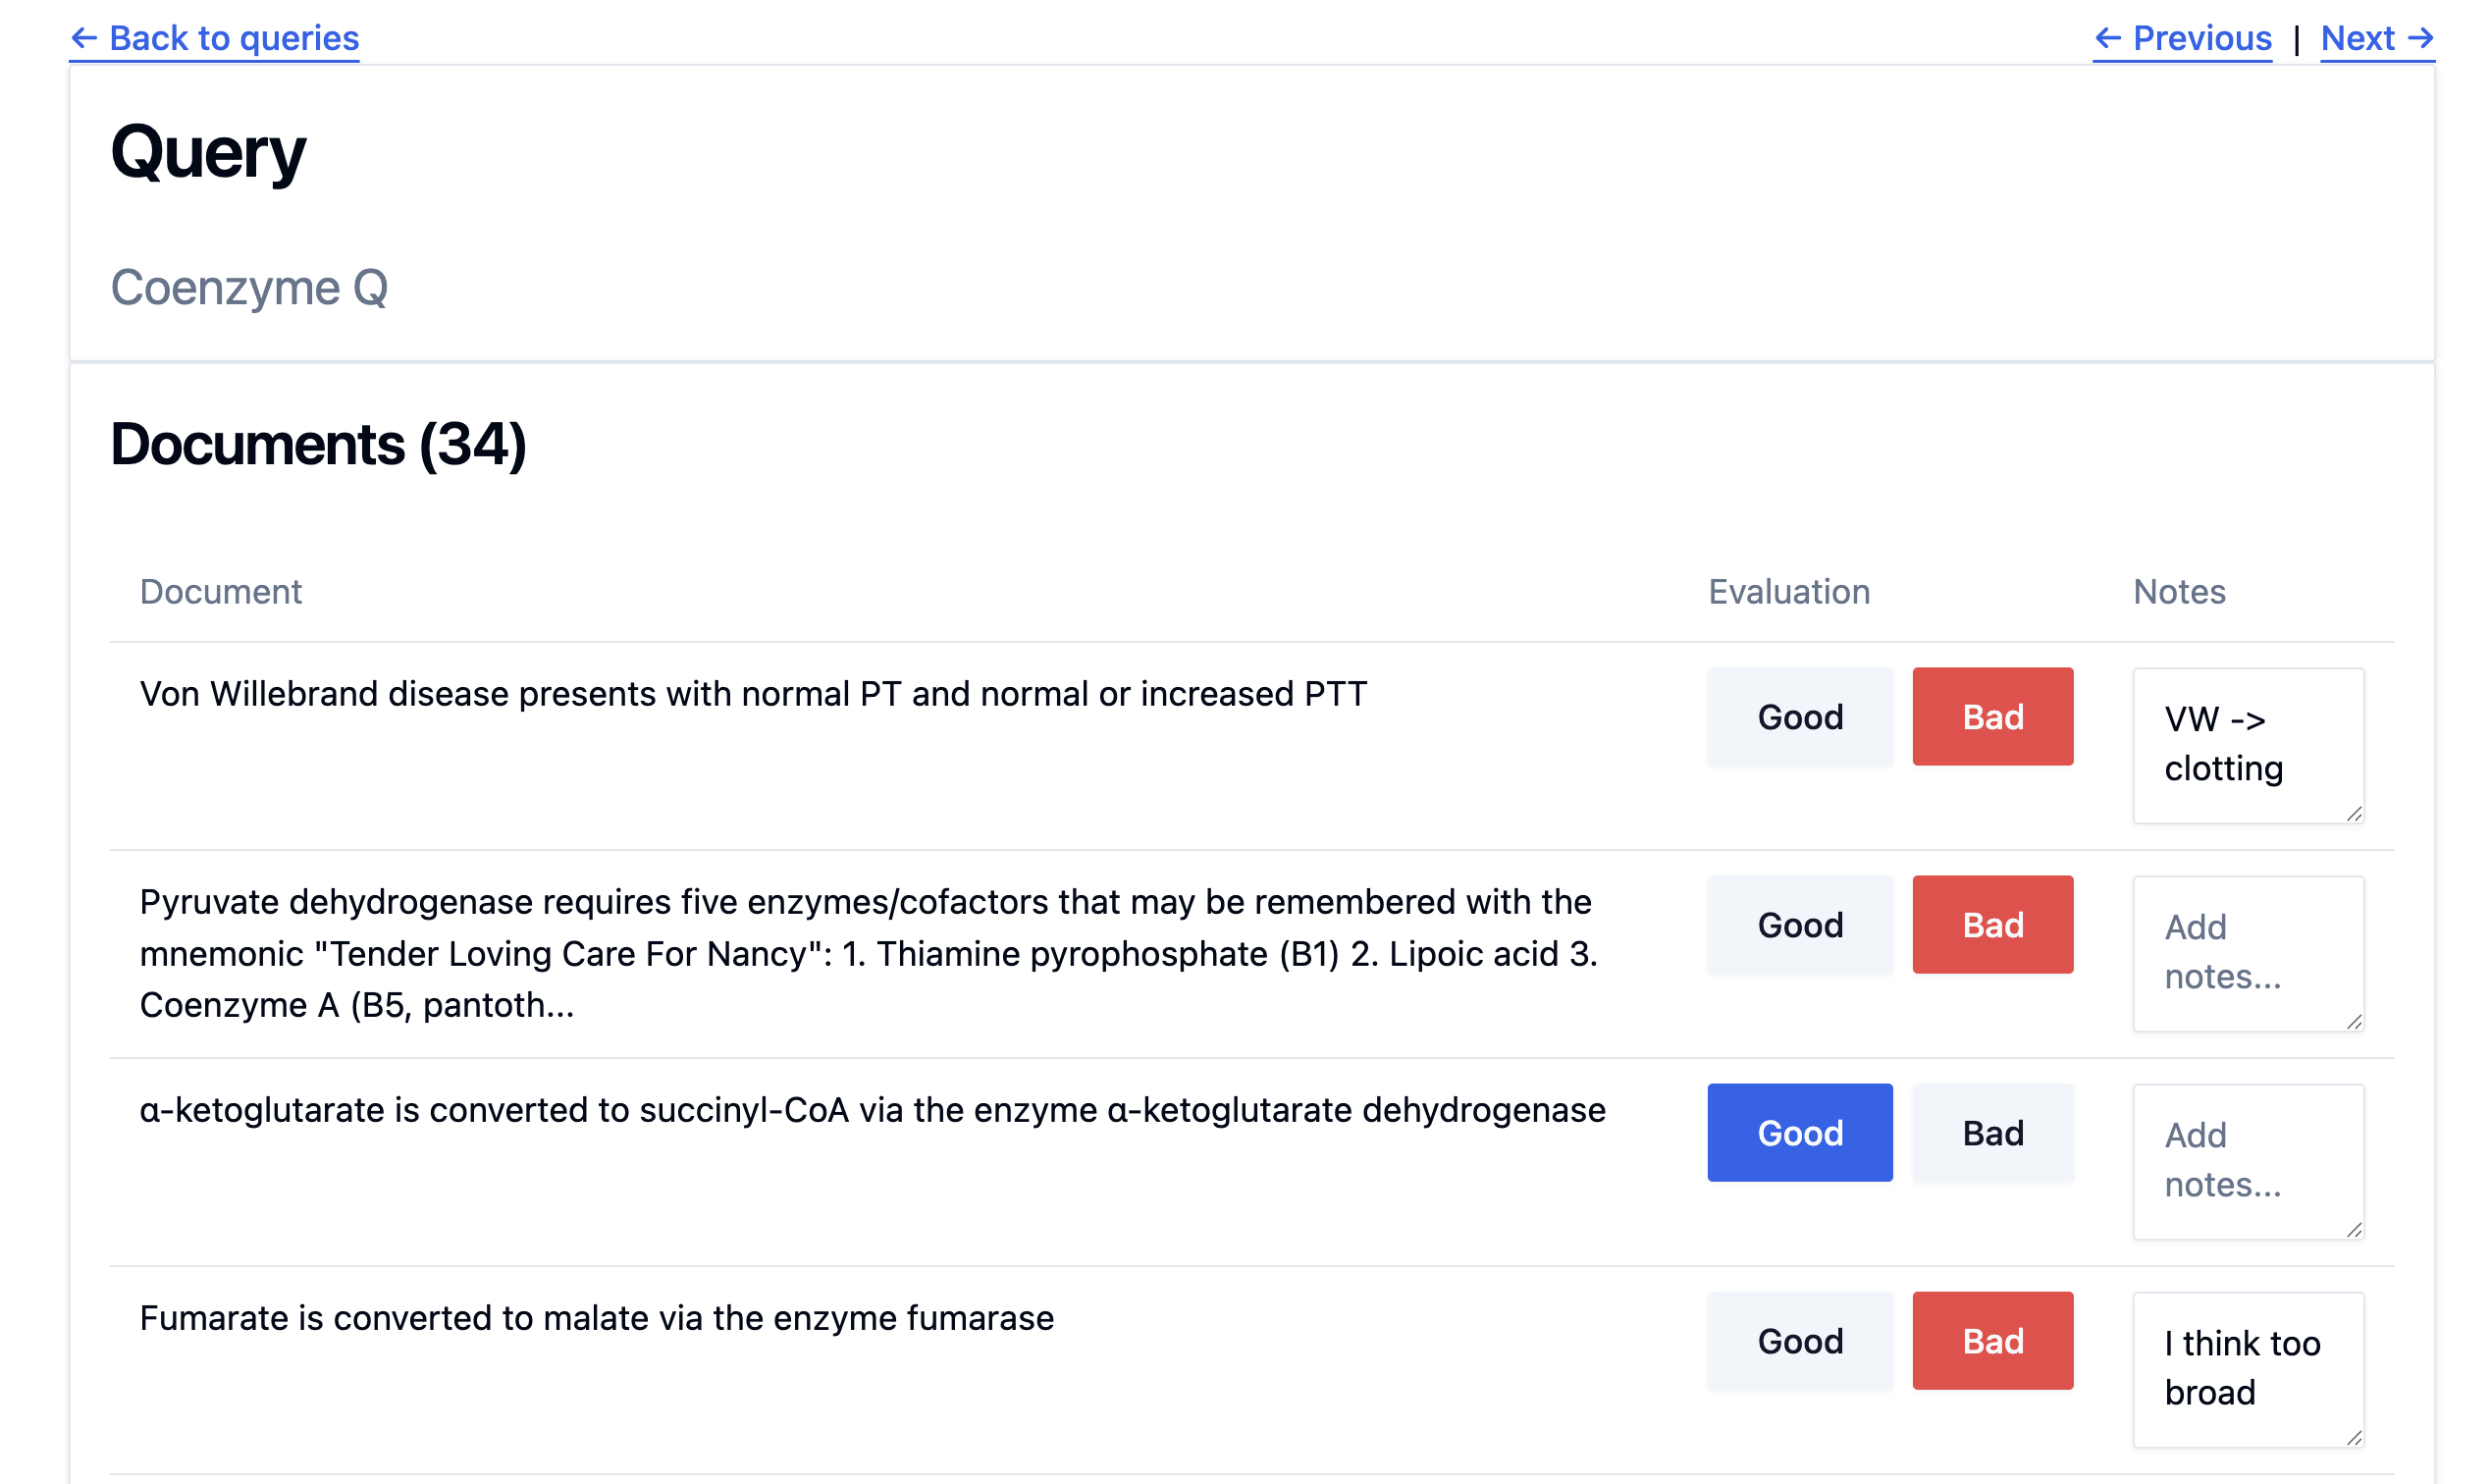 ← Back to queries
← Previous | Next →
Query
Coenzyme Q
Documents (34)
Document Evaluation Notes
Von Willebrand disease presents with normal PT and normal or increased PTT
Good Bad
VW ->
clotting
Pyruvate dehydrogenase requires five enzymes/cofactors that may be remembered with the
mnemonic "Tender Loving Care For Nancy": 1. Thiamine pyrophosphate (B1) 2. Lipoic acid 3.
Coenzyme A (B5, pantoth...
Good Bad
Add
notes...
α-ketoglutarate is converted to succinyl-CoA via the enzyme α-ketoglutarate dehydrogenase
Good Bad
Add
notes...
Fumarate is converted to malate via the enzyme fumarase
Good Bad
I think too
broad